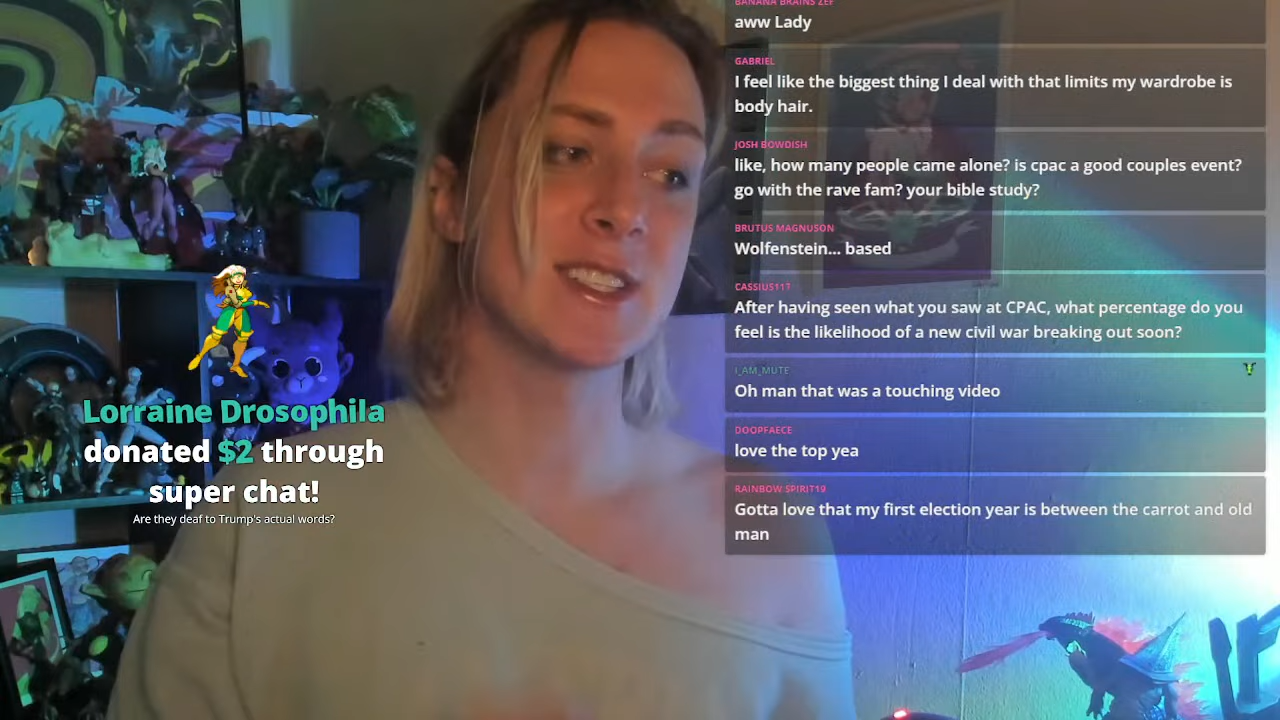 BANANA BRAINS ZEF
aww Lady
GABRIEL
I feel like the biggest thing I deal with that limits my wardrobe is
body hair.
JOSH BOWDISH
like, how many people came alone? is cpac a good couples event?
go with the rave fam? your bible study?
BRUTUS MAGNUSON
Wolfenstein... based
CASSIUS117
After having seen what you saw at CPAC, what percentage do you
feel is the likelihood of a new civil war breaking out soon?
I_AM_MUTE
Oh man that was a touching video
DOOPFAECE
love the top yea
RAINBOW SPIRIT19
Gotta love that my first election year is between the carrot and old
man
Lorraine Drosophila
donated $2 through
super chat!
Are they deaf to Trump's actual words?